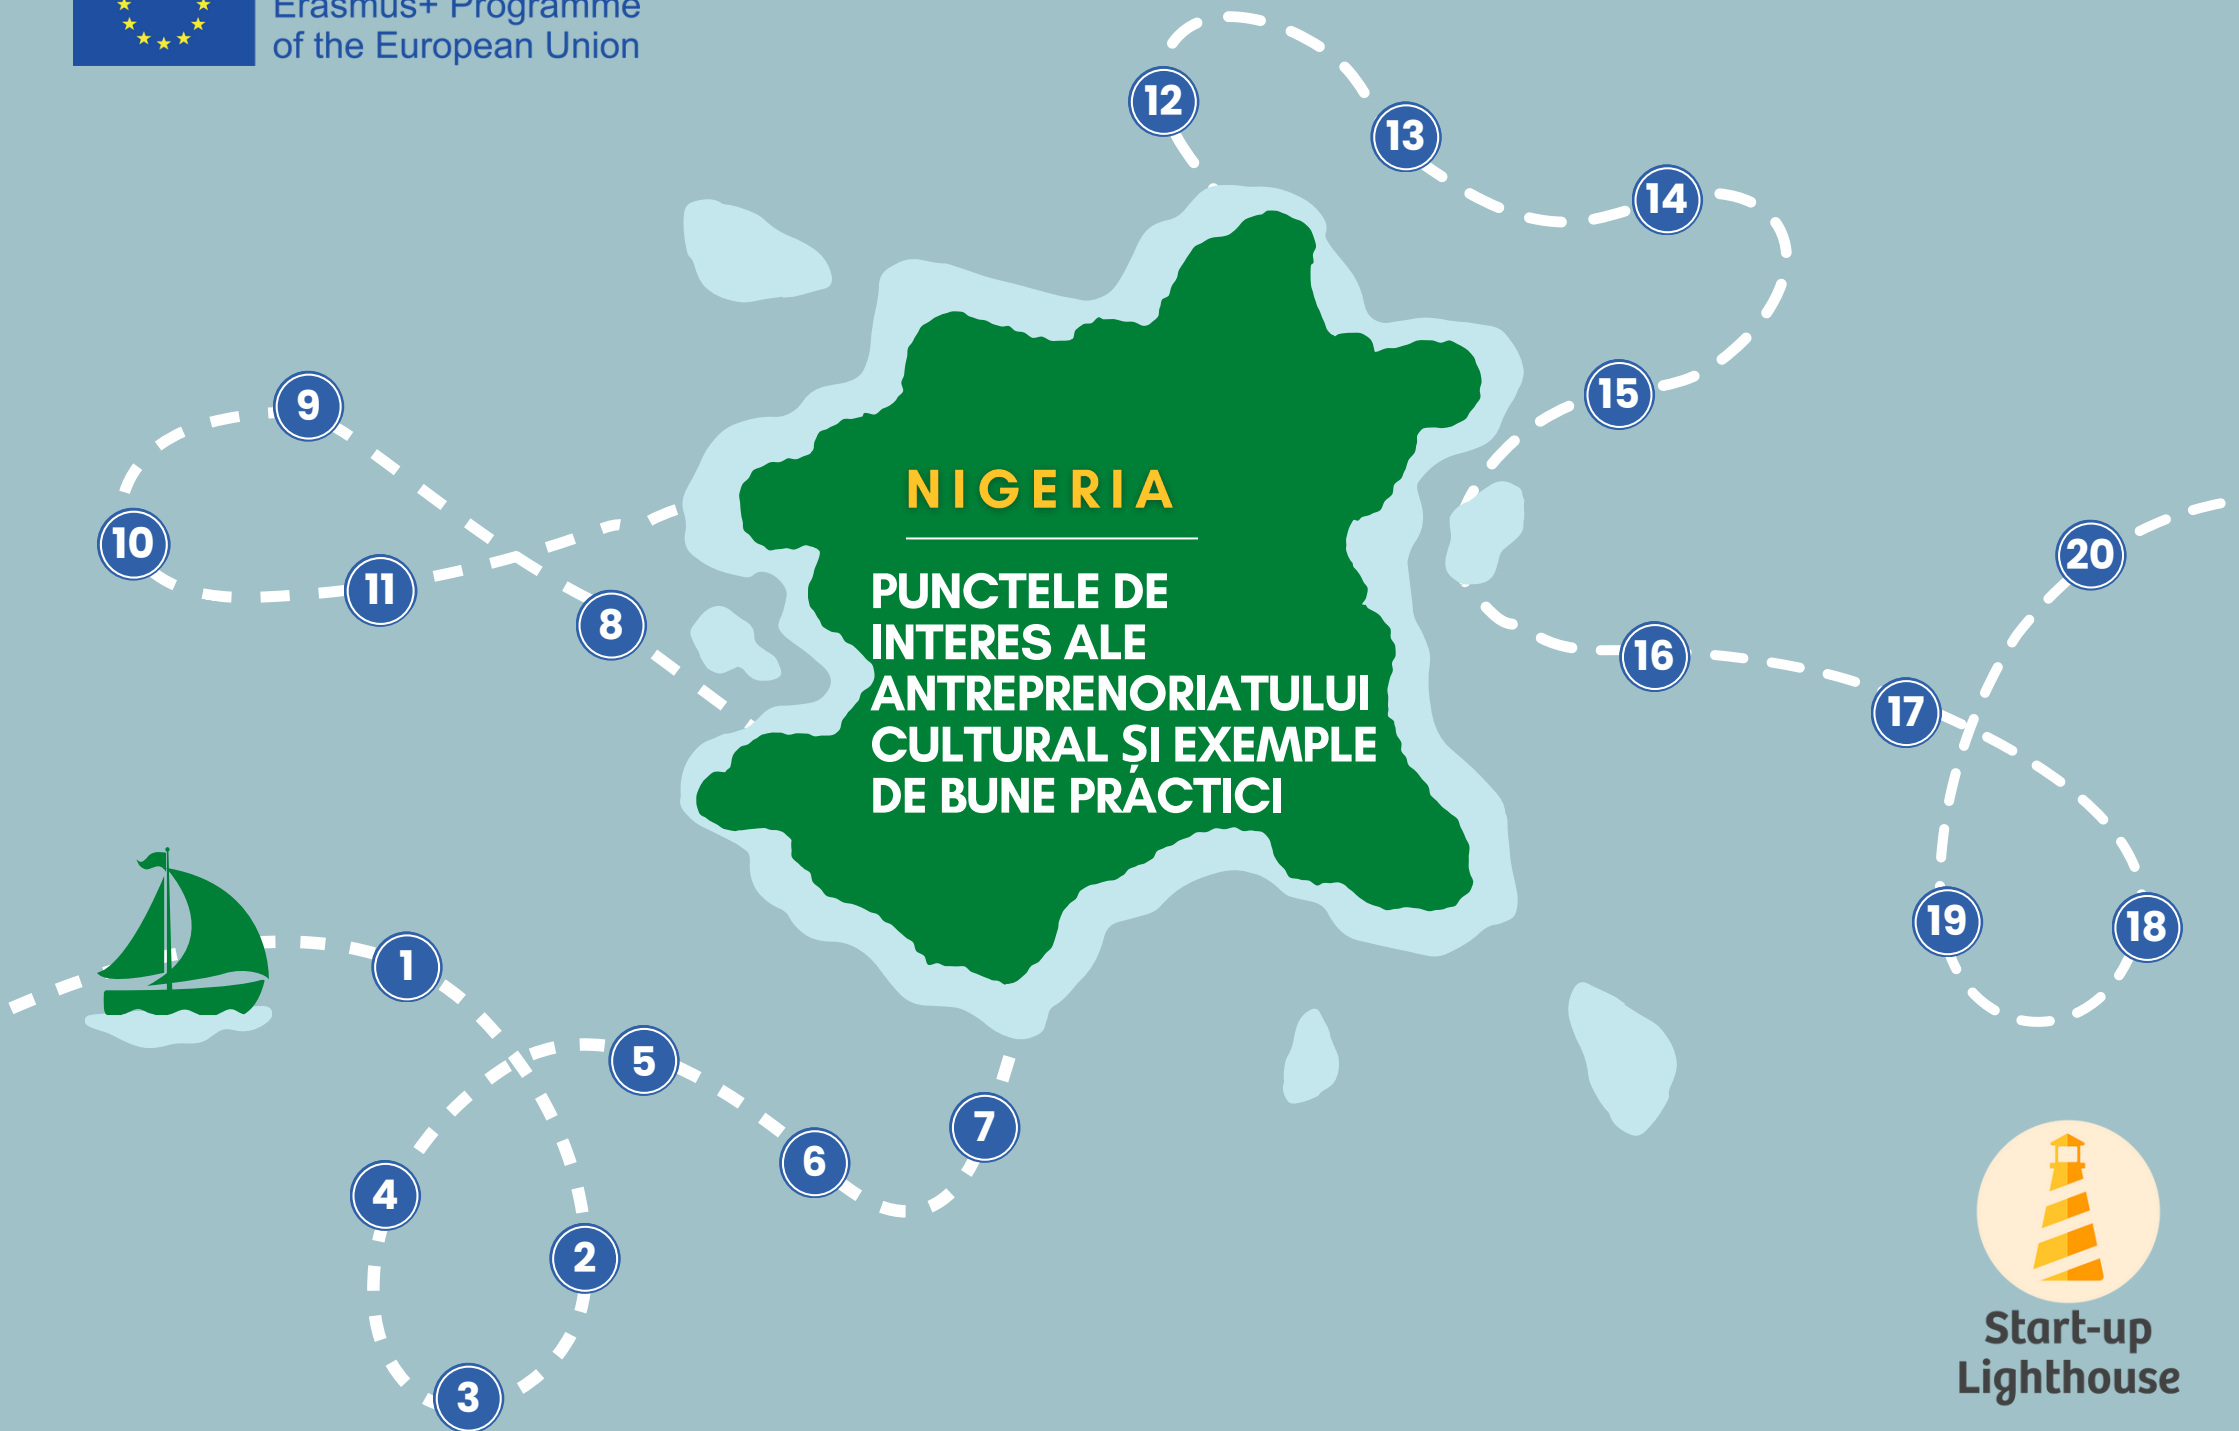 Erasmus+ Programme
of the European Union
12
13
14
15
9
10
11
8
NIGERIA
PUNCTELE DE
INTERES ALE
ANTREPRENORIATULUI
CULTURAL ȘI EXEMPLE
DE BUNE PRACTICI
16
17
20
19
18
1
5
4
2
3
6
7
Start-up
Lighthouse